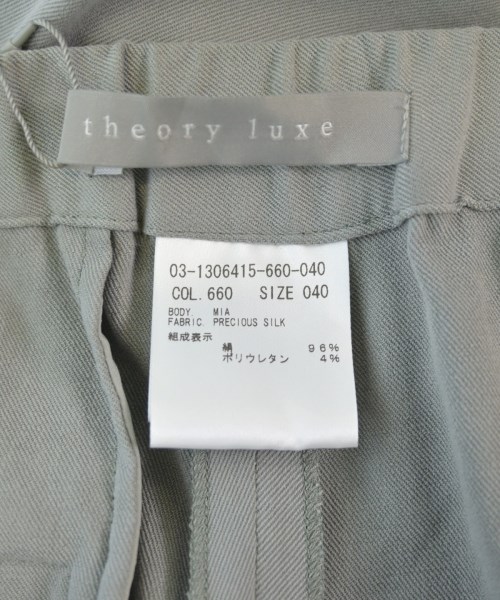 theory luxe
03-1306415-660-040
COL.660 SIZE 040
BODY. MIA
FABRIC. PRECIOUS SILK
組成表示
絹 96%
ポリウレタン 4%